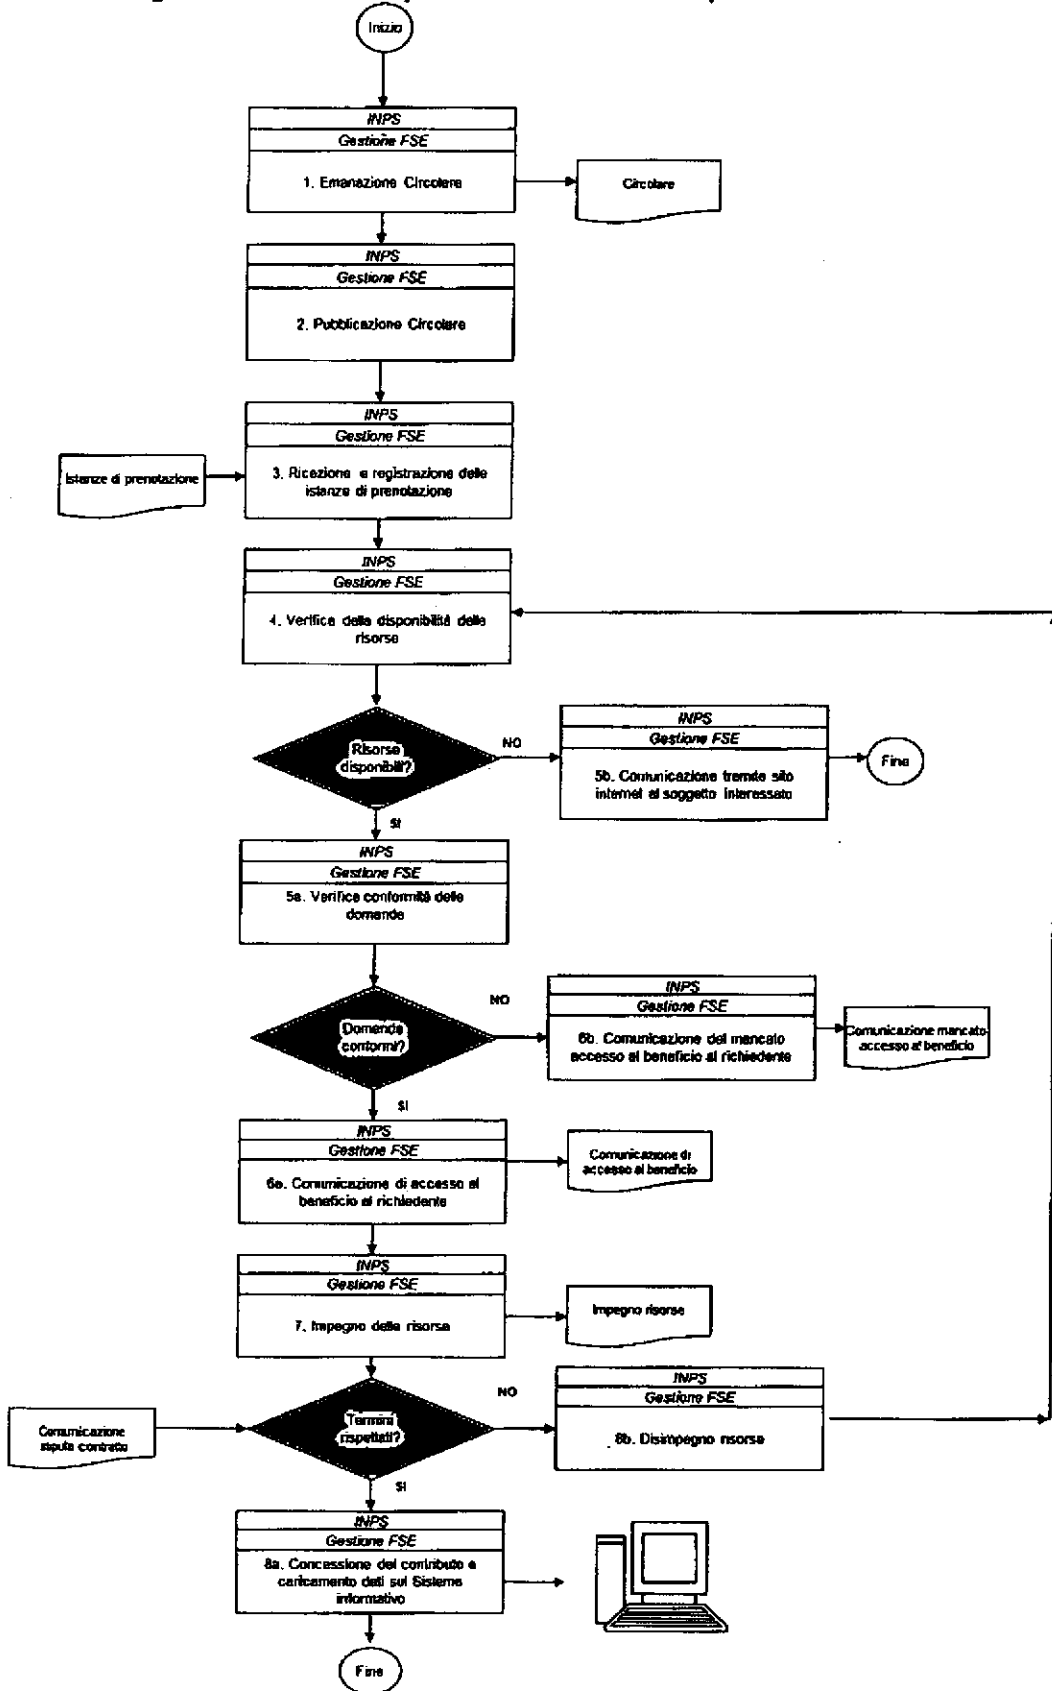 Inizio
INPS
Gestione FSE
1. Emanazione Circolare
Circolare
INPS
Gestione FSE
2. Pubblicazione Circolare
INPS
Gestione FSE
Istanze di prenotazione
3. Ricezione e registrazione delle
istanze di prenotazione
INPS
Gestione FSE
4. Verifica della disponibilità delle
risorse
Risorse
disponibili?
NO
INPS
Gestione FSE
5b. Comunicazione tramite sito
internet al soggetto interessato
Fine
SI
INPS
Gestione FSE
5a. Verifica conformità delle
domande
Domande
conformi?
NO
INPS
Gestione FSE
6b. Comunicazione del mancato
accesso al beneficio al richiedente
Comunicazione mancato
accesso al beneficio
SI
INPS
Gestione FSE
6a. Comunicazione di accesso al
beneficio al richiedente
Comunicazione di
accesso al beneficio
INPS
Gestione FSE
7. Impegno delle risorse
Impegno risorse
Comunicazione
stipula contratto
Termini
rispettati?
NO
INPS
Gestione FSE
8b. Disimpegno risorse
SI
INPS
Gestione FSE
8a. Concessione del contributo e
caricamento dati sul Sistema
informativo
Fine